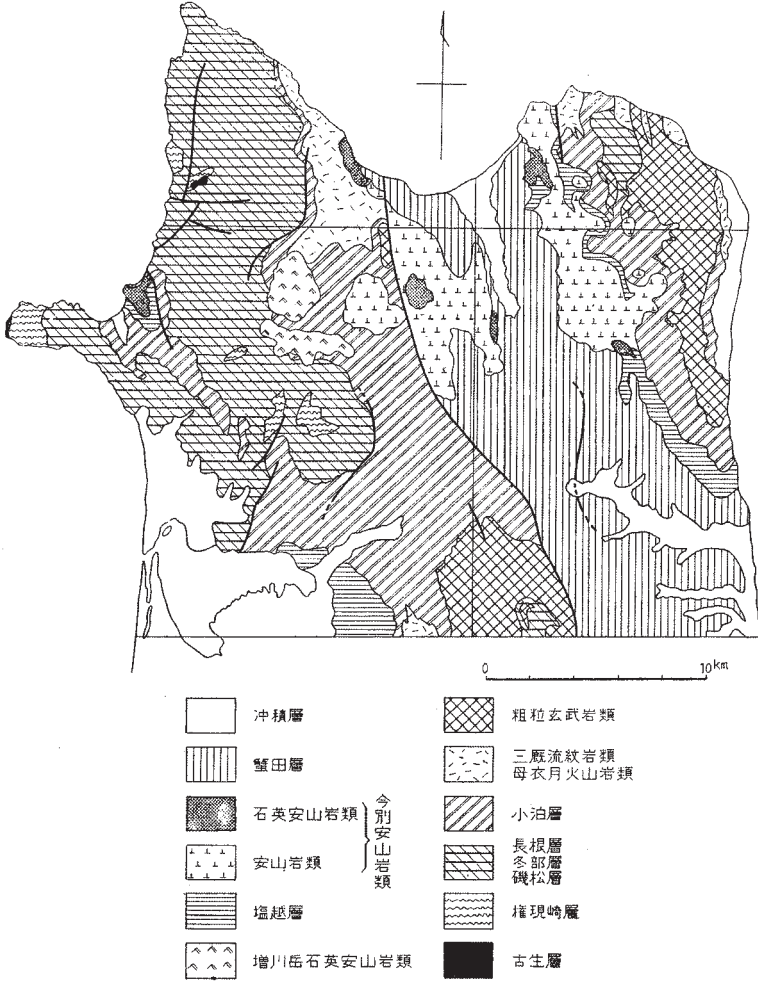 0 10km
沖積層
蟹田層
石英安山岩類
安山岩類
今別安山岩類
塩越層
増川岳石英安山岩類
粗粒玄武岩類
三厩流紋岩類
母衣月火山岩類
小泊層
長根層
冬部層
磯松層
権現崎層
古生層